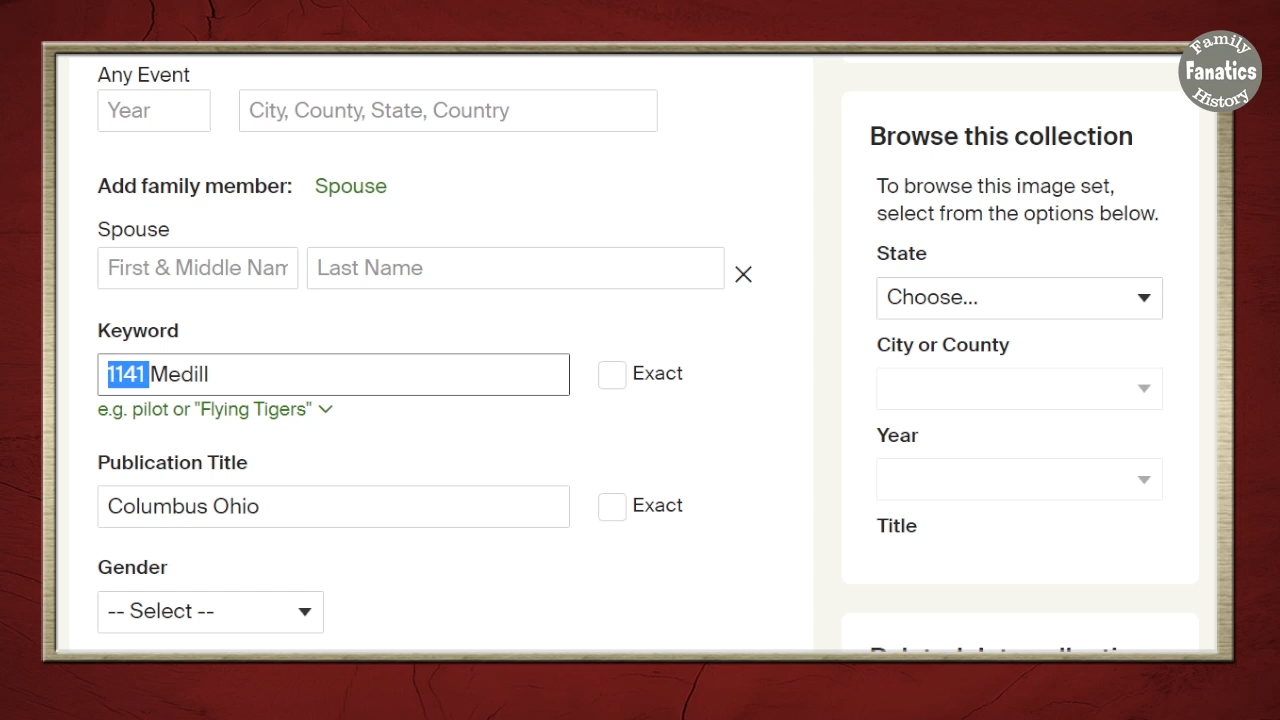 Family
Fanatics
History
Any Event
Year
City, County, State, Country
Add family member: Spouse
Spouse
First & Middle Nam
Last Name
Keyword
1141 Medill
Exact
e.g. pilot or "Flying Tigers"
Publication Title
Columbus Ohio
Exact
Gender
-- Select --
Browse this collection
To browse this image set,
select from the options below.
State
Choose...
City or County
Year
Title